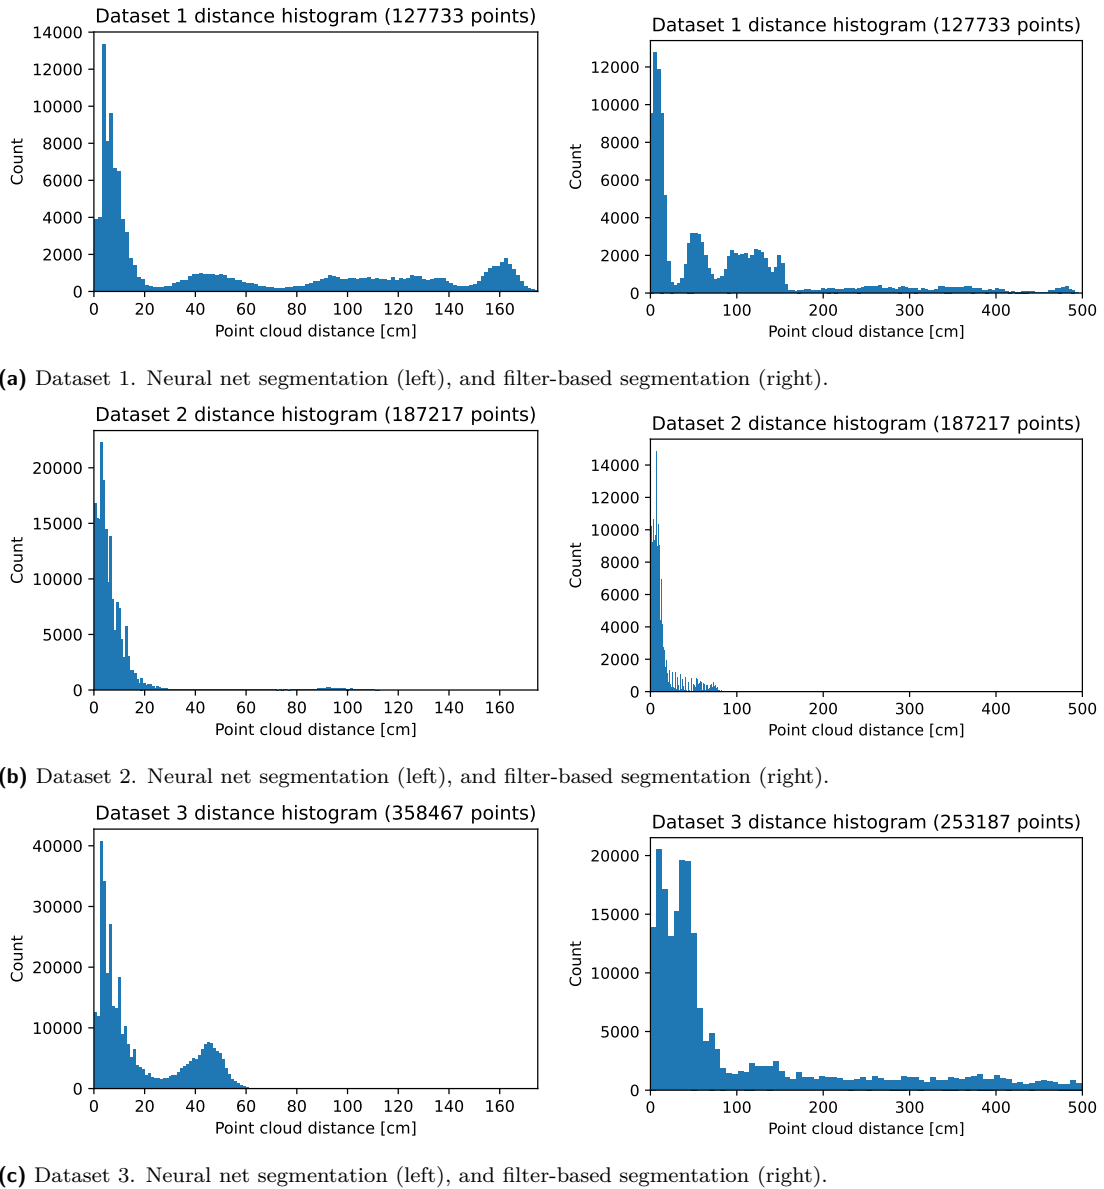 Dataset 1 distance histogram (127733 points)
14000
12000
10000
8000
6000
4000
2000
0
Count
0 20 40 60 80 100 120 140 160
Point cloud distance [cm]
Dataset 1 distance histogram (127733 points)
12000
10000
8000
6000
4000
2000
0
Count
0 100 200 300 400 500
Point cloud distance [cm]
(a) Dataset 1. Neural net segmentation (left), and filter-based segmentation (right).
Dataset 2 distance histogram (187217 points)
20000
15000
10000
5000
0
Count
0 20 40 60 80 100 120 140 160
Point cloud distance [cm]
Dataset 2 distance histogram (187217 points)
14000
12000
10000
8000
6000
4000
2000
0
Count
0 100 200 300 400 500
Point cloud distance [cm]
(b) Dataset 2. Neural net segmentation (left), and filter-based segmentation (right).
Dataset 3 distance histogram (358467 points)
40000
30000
20000
10000
0
Count
0 20 40 60 80 100 120 140 160
Point cloud distance [cm]
Dataset 3 distance histogram (253187 points)
20000
15000
10000
5000
0
Count
0 100 200 300 400 500
Point cloud distance [cm]
(c) Dataset 3. Neural net segmentation (left), and filter-based segmentation (right).